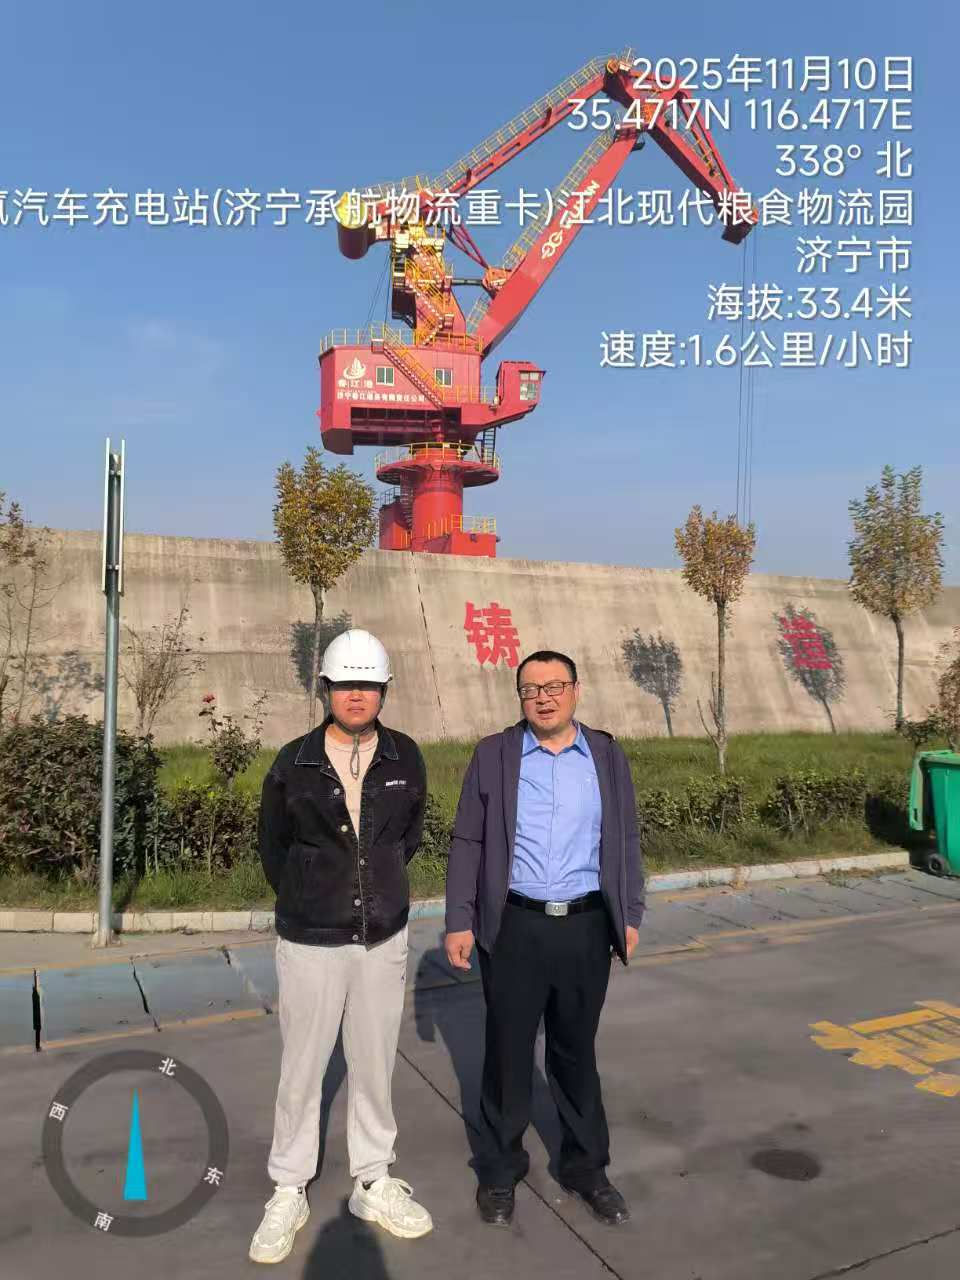 2025年11月10日
35.4717N 116.4717E
338° 北
汽车充电站(济宁承航物流重卡)江北现代粮食物流园
济宁市
海拔:33.4米
速度:1.6公里/小时
铸
北
西
东
南